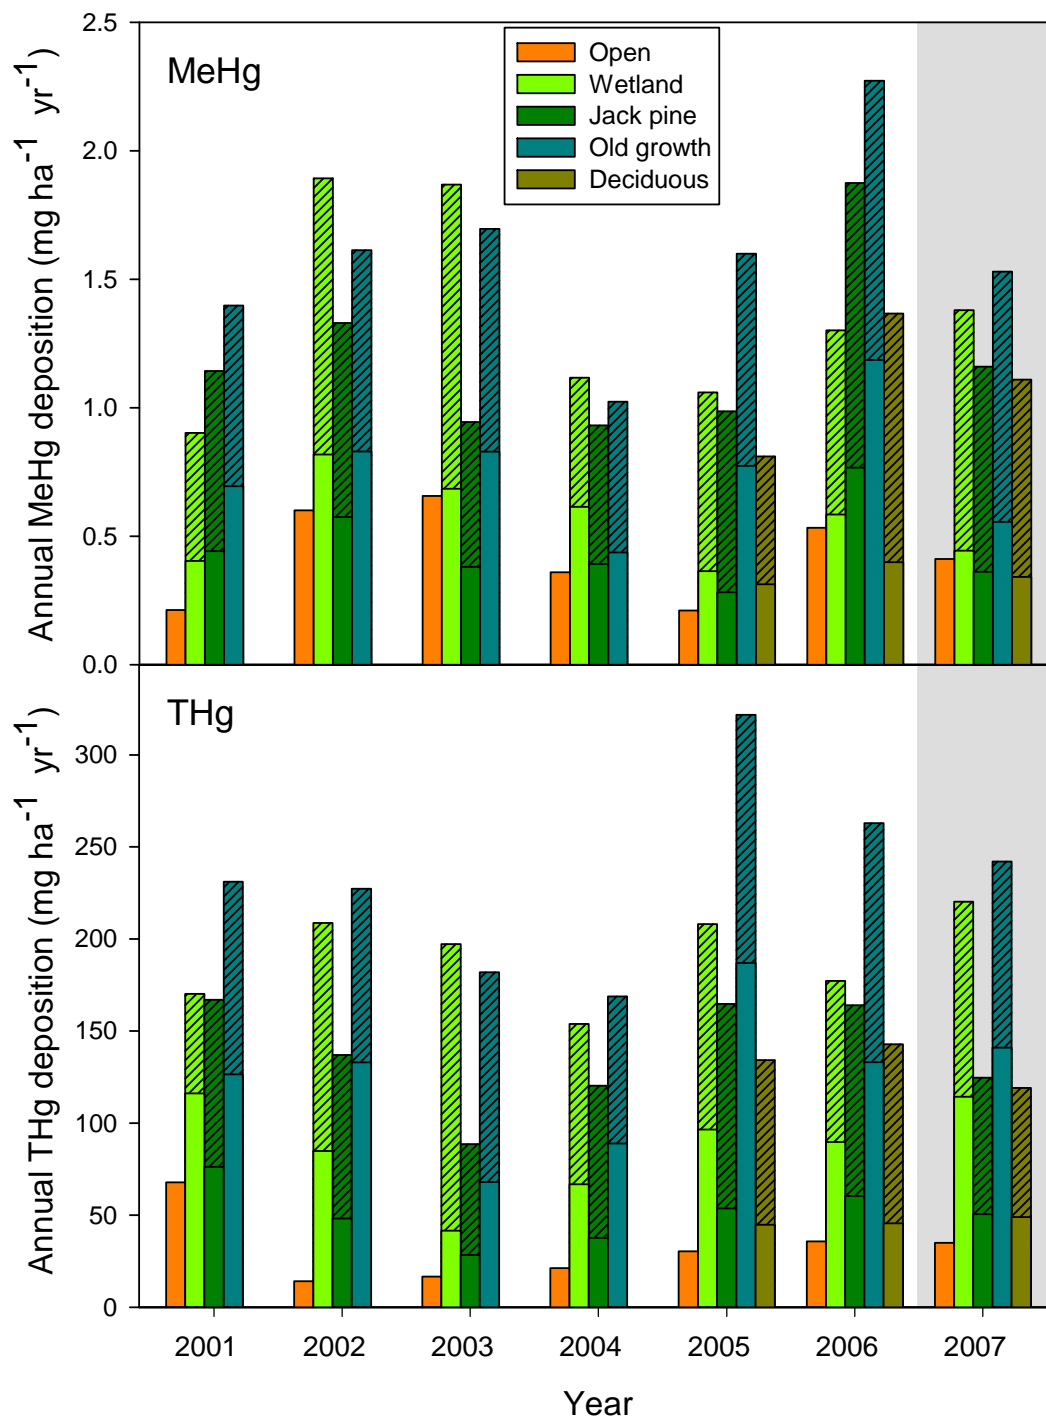 Annual MeHg deposition (mg ha⁻¹ yr⁻¹)
2.5
2.0
1.5
1.0
0.5
0.0
MeHg
Open
Wetland
Jack pine
Old growth
Deciduous
Annual THg deposition (mg ha⁻¹ yr⁻¹)
300
250
200
150
100
50
0
THg
2001 2002 2003 2004 2005 2006 2007
Year